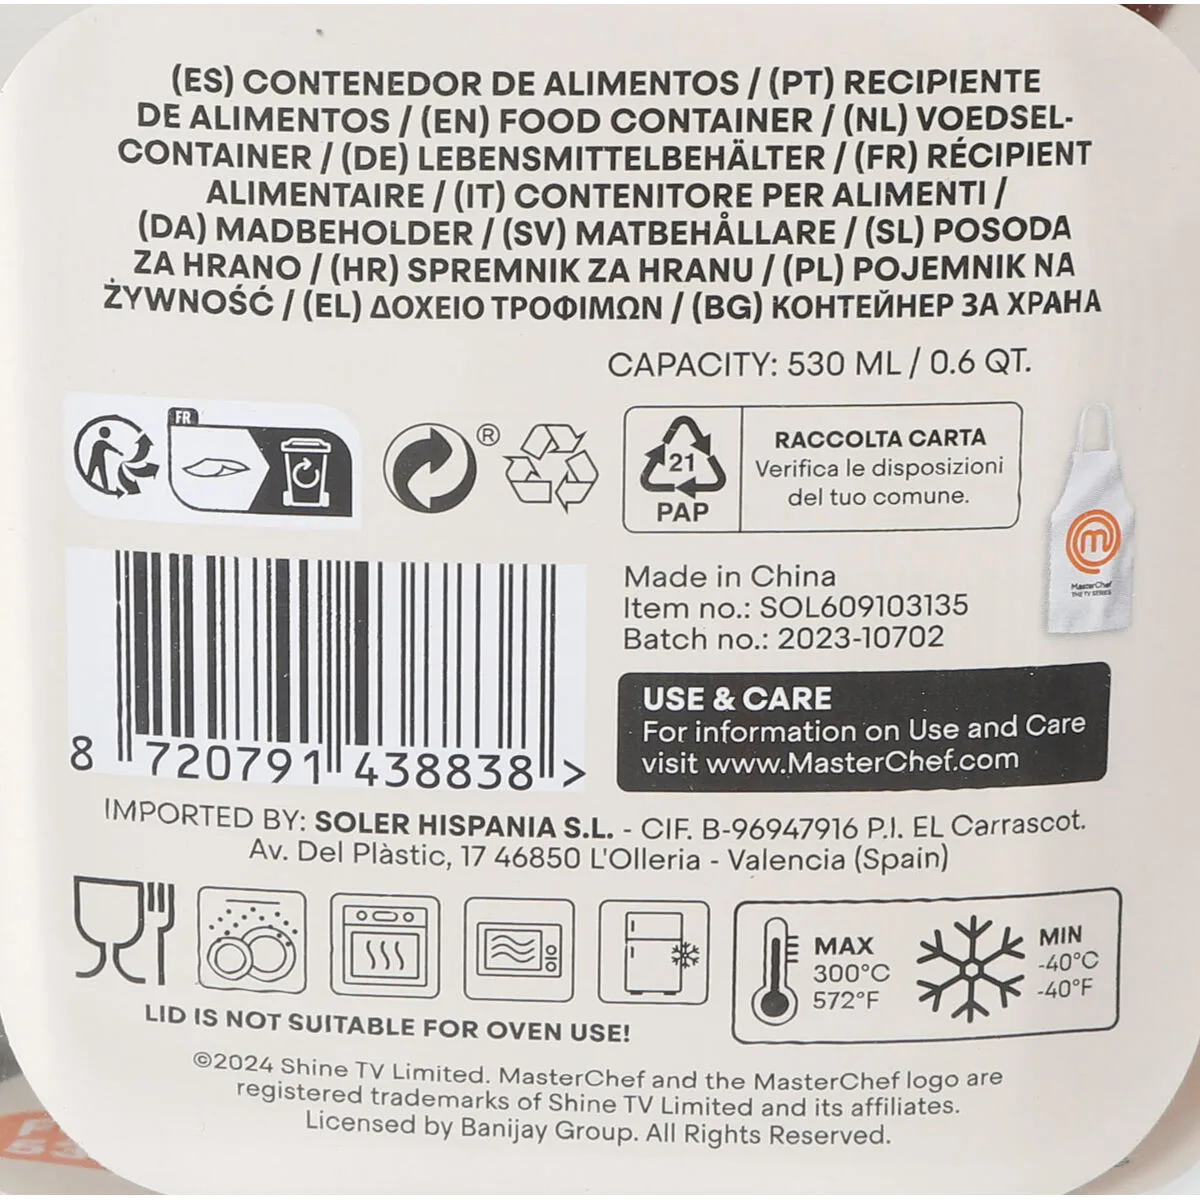 (ES) CONTENEDOR DE ALIMENTOS / (PT) RECIPIENTE
DE ALIMENTOS / (EN) FOOD CONTAINER / (NL) VOEDSEL-
CONTAINER / (DE) LEBENSMITTELBEHÄLTER / (FR) RÉCIPIENT
ALIMENTAIRE / (IT) CONTENITORE PER ALIMENTI /
(DA) MADBEHOLDER / (SV) MATBEHÅLLARE / (SL) POSODA
ZA HRANO / (HR) SPREMNIK ZA HRANU / (PL) POJEMNIK NA
ŻYWNOŚĆ / (EL) ΔΟΧΕΙΟ ΤΡΟΦΙΜΩΝ / (BG) КОНТЕЙНЕР ЗА ХРАНА
CAPACITY: 530 ML / 0.6 QT.
FR
®
21
PAP
RACCOLTA CARTA
Verifica le disposizioni
del tuo comune.
MasterChef
THE TV SERIES
Made in China
Item no.: SOL609103135
Batch no.: 2023-10702
USE & CARE
For information on Use and Care
visit www.MasterChef.com
8 720791 438838 >
IMPORTED BY: SOLER HISPANIA S.L. - CIF. B-96947916 P.I. EL Carrascot.
Av. Del Plàstic, 17 46850 L'Olleria - Valencia (Spain)
MAX
300°C
572°F
MIN
-40°C
-40°F
LID IS NOT SUITABLE FOR OVEN USE!
©2024 Shine TV Limited. MasterChef and the MasterChef logo are
registered trademarks of Shine TV Limited and its affiliates.
Licensed by Banijay Group. All Rights Reserved.